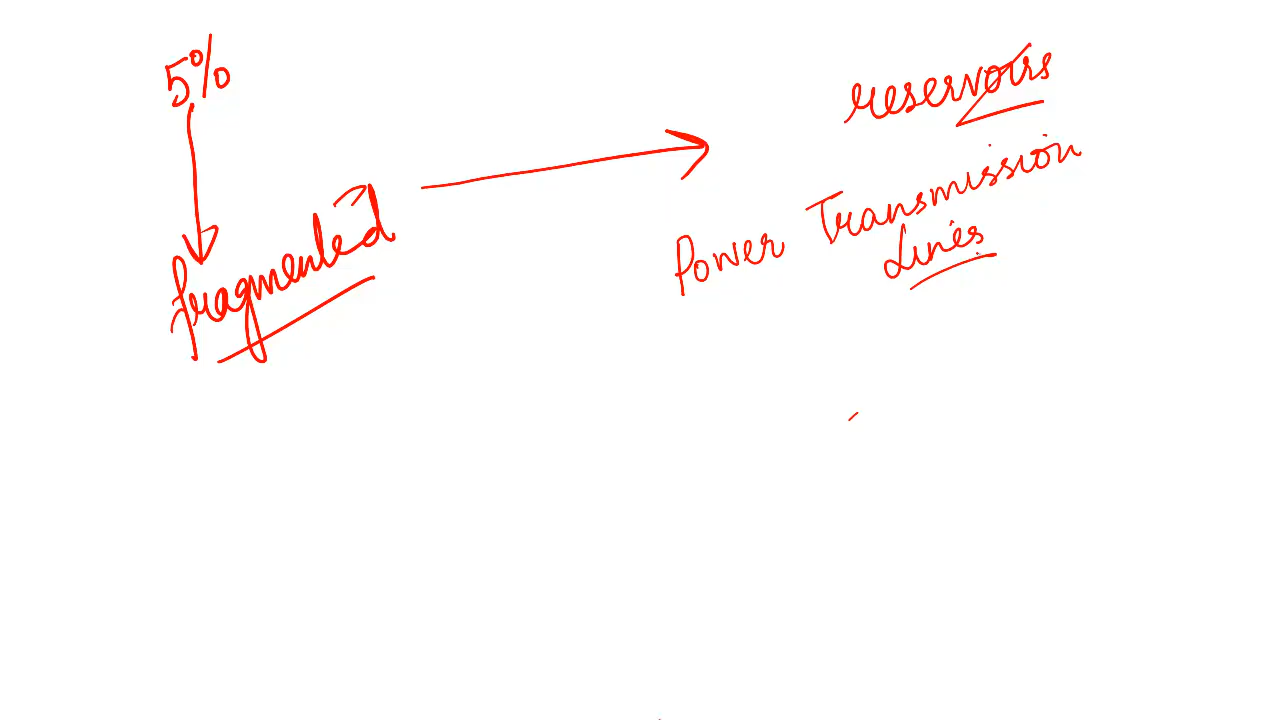 5%
fragmented
reservoirs
Power Transmission
Lines